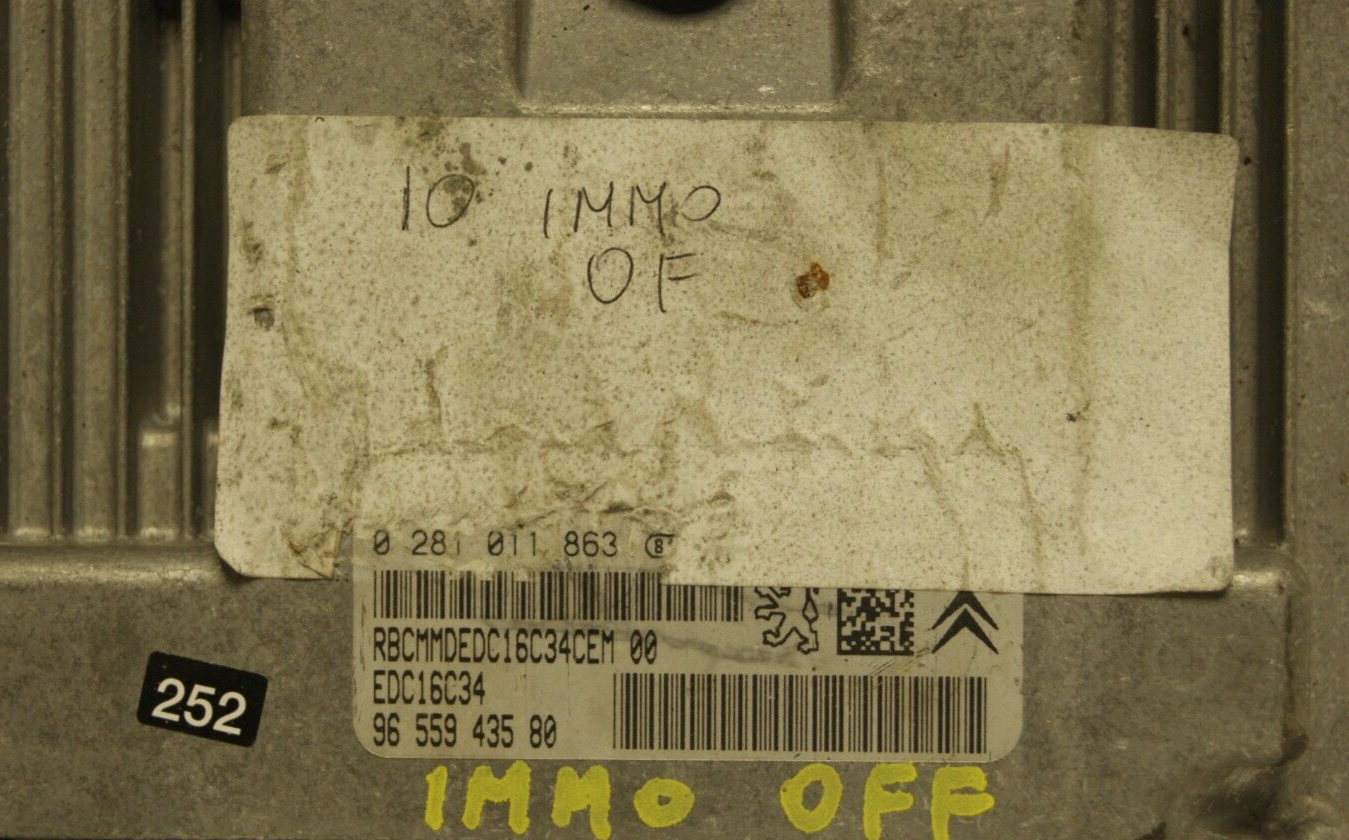 10 IMMO
OF
0 281 011 863 B
RBCMMDEDC16C34CEM 00
EDC16C34
96 559 435 80
252
IMMO OFF